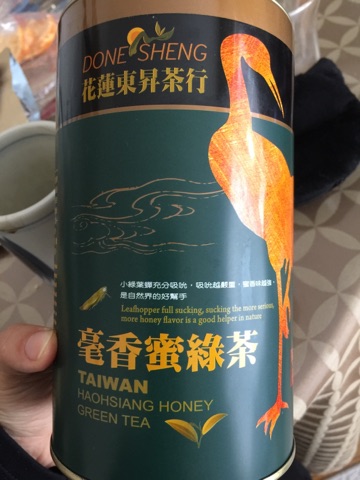 DONE SHENG
花蓮東昇茶行
小綠葉蟬充分吸吮，吸吮越嚴重，蜜香味越強，
是自然界的好幫手
Leafhopper full sucking, sucking the more serious,
more honey flavor is a good helper in nature
毫香蜜綠茶
TAIWAN
HAOHSIANG HONEY
GREEN TEA